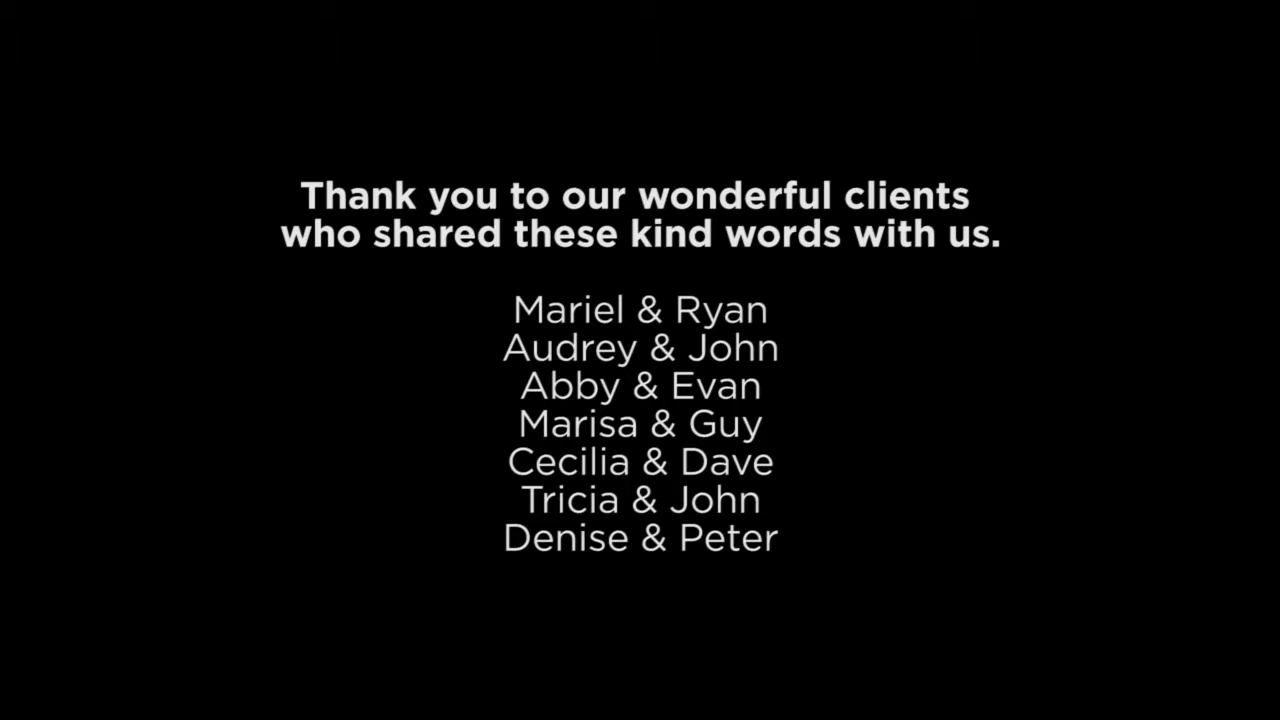 Thank you to our wonderful clients
who shared these kind words with us.
Mariel & Ryan
Audrey & John
Abby & Evan
Marisa & Guy
Cecilia & Dave
Tricia & John
Denise & Peter